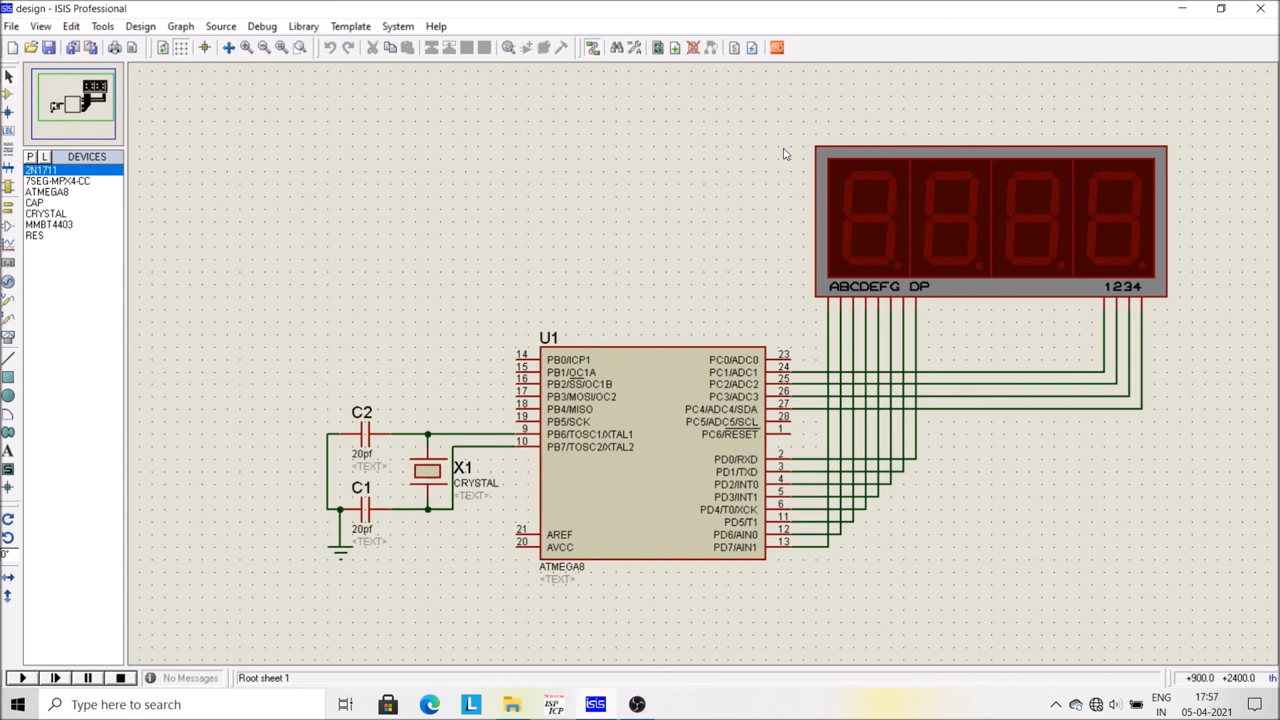 design - ISIS Professional
File View Edit Tools Design Graph Source Debug Library Template System Help
P L DEVICES
2N1711
7SEG-MPX4-CC
ATMEGA8
CAP
CRYSTAL
MMBT4403
RES
LBL
A
S
0°
ABCDEFG DP 1234
U1
14 PB0/ICP1 PC0/ADC0 23
15 PB1/OC1A PC1/ADC1 24
16 PB2/SS/OC1B PC2/ADC2 25
17 PB3/MOSI/OC2 PC3/ADC3 26
18 PB4/MISO PC4/ADC4/SDA 27
19 PB5/SCK PC5/ADC5/SCL 28
9 PB6/TOSC1/XTAL1 PC6/RESET 1
10 PB7/TOSC2/XTAL2
PD0/RXD 2
PD1/TXD 3
PD2/INT0 4
PD3/INT1 5
PD4/T0/XCK 6
PD5/T1 11
21 AREF PD6/AIN0 12
20 AVCC PD7/AIN1 13
ATMEGA8
<TEXT>
C2
20pf
<TEXT>
X1
CRYSTAL
<TEXT>
C1
20pf
<TEXT>
No Messages Root sheet 1 +900.0 +2400.0 th
Type here to search
L
ISP
ICP
isis
ENG
IN
17:57
05-04-2021